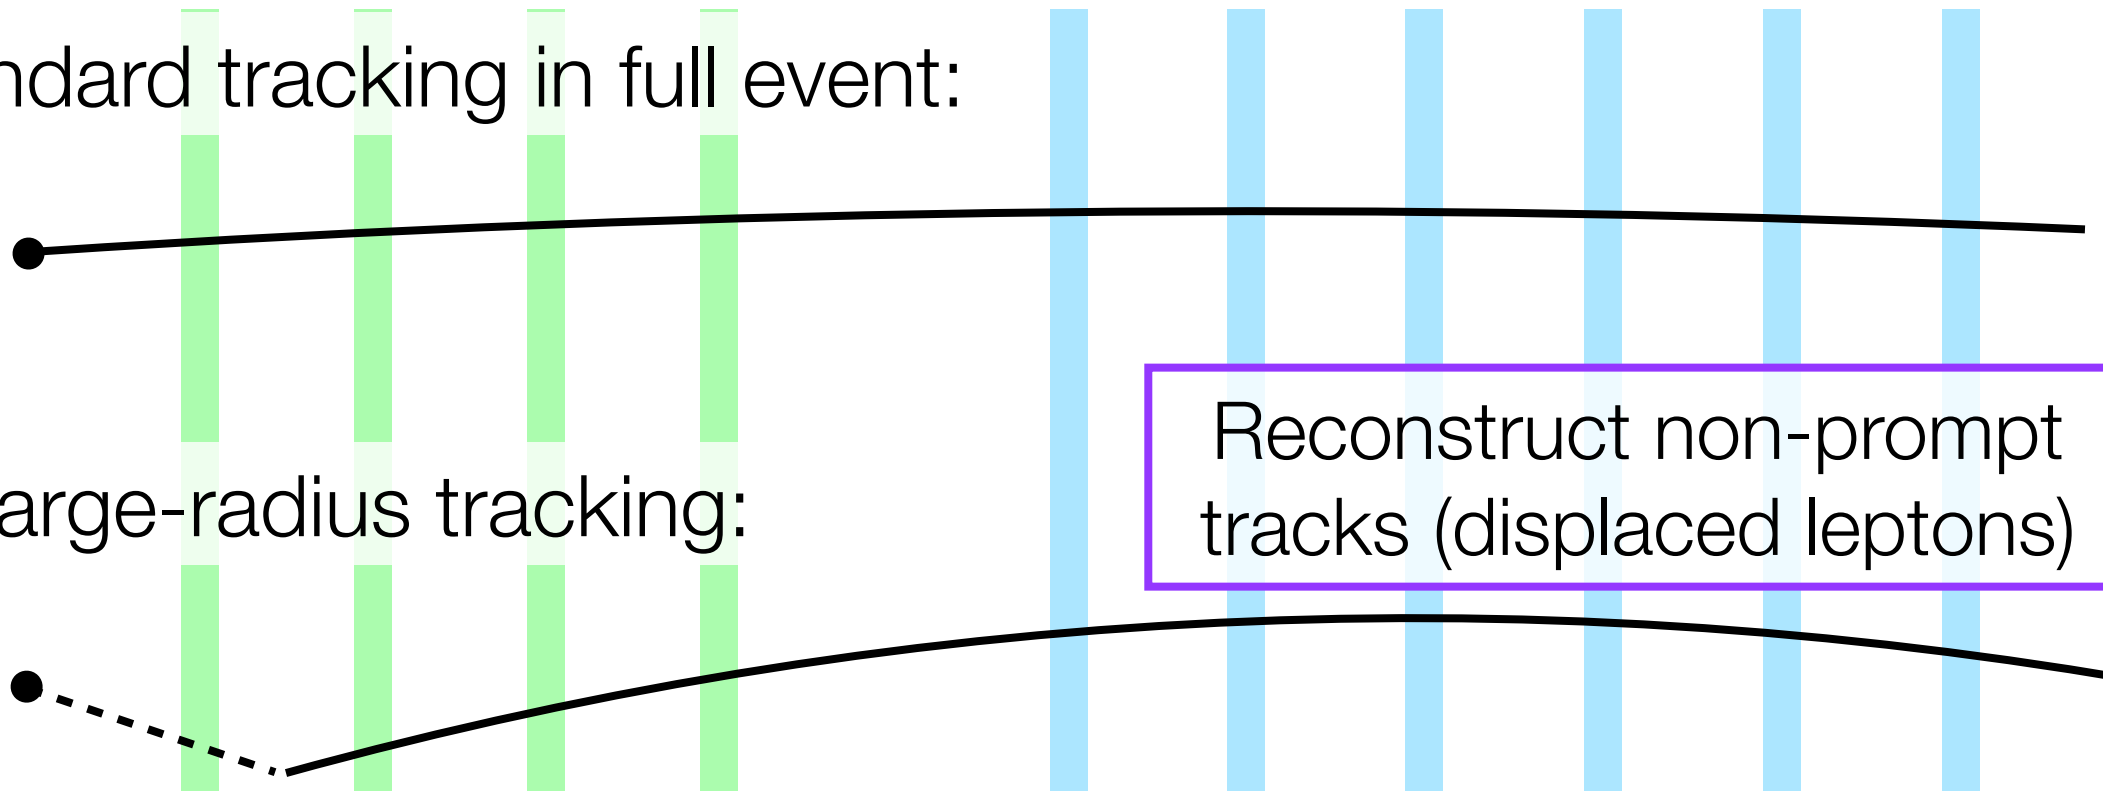 ndard tracking in full event:
Reconstruct non-prompt
tracks (displaced leptons)
arge-radius tracking: